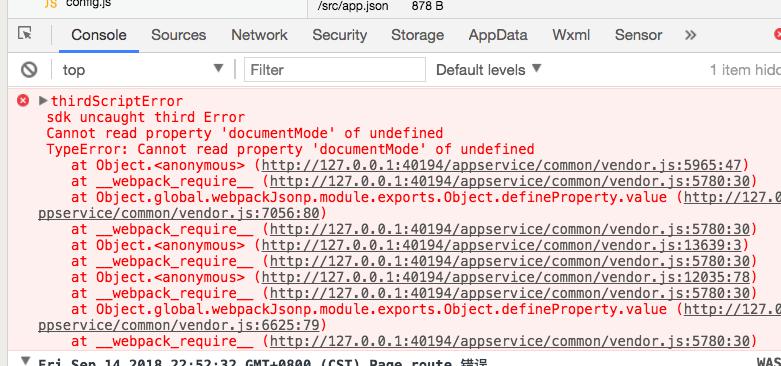 JS config.js
/src/app.json 878 B
Console Sources Network Security Storage AppData Wxml Sensor »
top ▼ Filter Default levels ▼ 1 item hidd
▶thirdScriptError
sdk uncaught third Error
Cannot read property 'documentMode' of undefined
TypeError: Cannot read property 'documentMode' of undefined
at Object.<anonymous> (http://127.0.0.1:40194/appservice/common/vendor.js:5965:47)
at __webpack_require__ (http://127.0.0.1:40194/appservice/common/vendor.js:5780:30)
at Object.global.webpackJsonp.module.exports.Object.defineProperty.value (http://127.0
ppservice/common/vendor.js:7056:80)
at __webpack_require__ (http://127.0.0.1:40194/appservice/common/vendor.js:5780:30)
at Object.<anonymous> (http://127.0.0.1:40194/appservice/common/vendor.js:13639:3)
at __webpack_require__ (http://127.0.0.1:40194/appservice/common/vendor.js:5780:30)
at Object.<anonymous> (http://127.0.0.1:40194/appservice/common/vendor.js:12035:78)
at __webpack_require__ (http://127.0.0.1:40194/appservice/common/vendor.js:5780:30)
at Object.global.webpackJsonp.module.exports.Object.defineProperty.value (http://127.0
ppservice/common/vendor.js:6625:79)
at __webpack_require__ (http://127.0.0.1:40194/appservice/common/vendor.js:5780:30)
▼ Fri Sep 14 2018 22:52:32 GMT+0800 (CST) Page route 错误 WAS